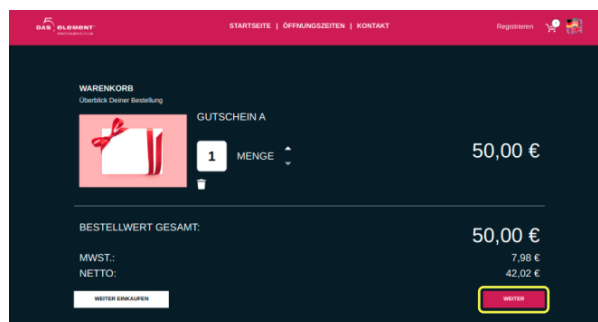 DAS 5 ELEMENT
STARTSEITE | ÖFFNUNGSZEITEN | KONTAKT
Registrieren
WARENKORB
Überblick Deiner Bestellung
GUTSCHEIN A
1 MENGE
50,00 €
BESTELLWERT GESAMT:
50,00 €
MWST.:
7,98 €
NETTO:
42,02 €
WEITER EINKAUFEN
WEITER